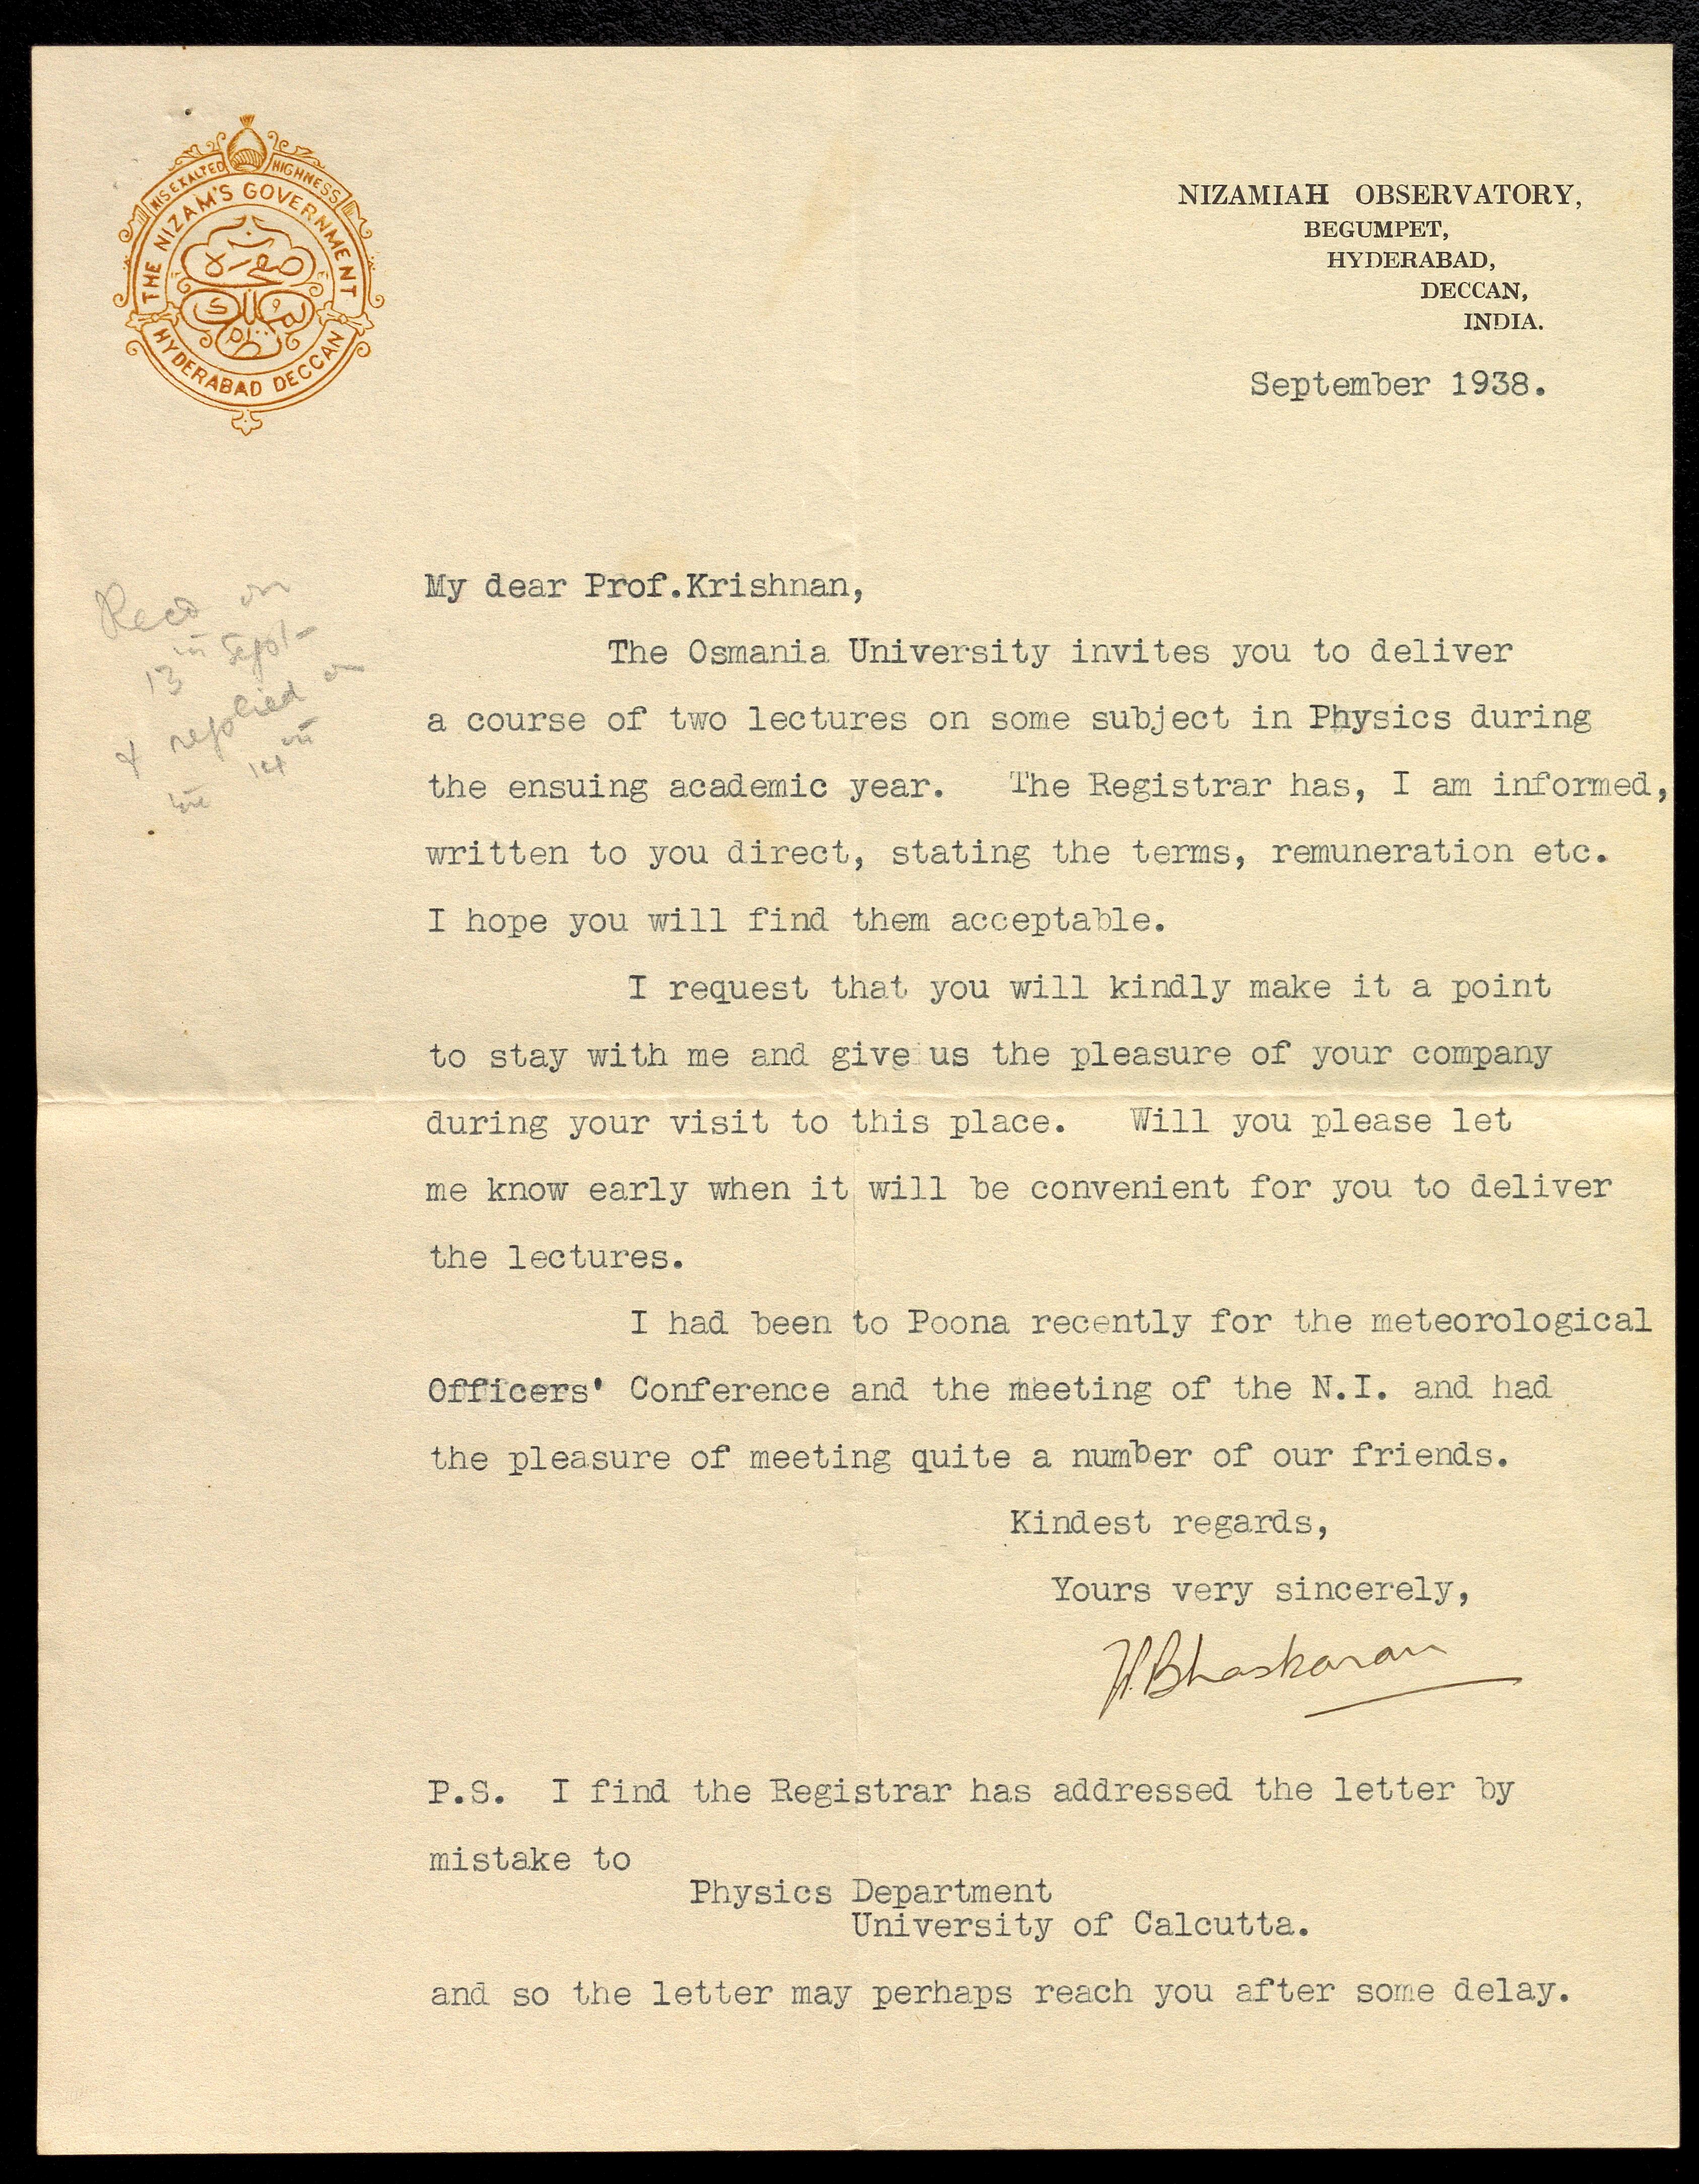 HIS EXALTED HIGHNESS
THE NIZAM'S GOVERNMENT
HYDERABAD DECCAN
NIZAMIAH OBSERVATORY,
BEGUMPET,
HYDERABAD,
DECCAN,
INDIA.
September 1938.
Recd on
13 Sept
& replied on
14
My dear Prof.Krishnan,
The Osmania University invites you to deliver
a course of two lectures on some subject in Physics during
the ensuing academic year. The Registrar has, I am informed,
written to you direct, stating the terms, remuneration etc.
I hope you will find them acceptable.
I request that you will kindly make it a point
to stay with me and give us the pleasure of your company
during your visit to this place. Will you please let
me know early when it will be convenient for you to deliver
the lectures.
I had been to Poona recently for the meteorological
Officers' Conference and the meeting of the N.I. and had
the pleasure of meeting quite a number of our friends.
Kindest regards,
Yours very sincerely,
Bhaskaran
P.S. I find the Registrar has addressed the letter by
mistake to
Physics Department
University of Calcutta.
and so the letter may perhaps reach you after some delay.